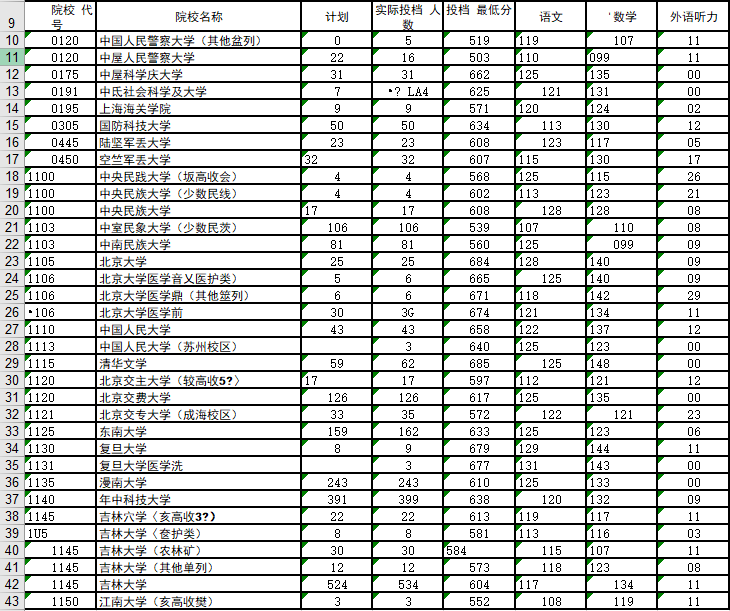 9 院校 代号 院校名称 计划 实际投档 人数 投档 最低分 语文 '数学 外语听力
10 0120 中国人民警察大学（其他盆列） 0 5 519 119 107 11
11 0120 中屋人民警察大学 22 16 503 110 099 11
12 0175 中屋科学庆大学 31 31 662 125 135 00
13 0191 中氏社会科学及大学 7 •? LA4 625 121 131 00
14 0195 上海海关学院 9 9 571 120 124 02
15 0305 国防科技大学 50 50 634 113 130 12
16 0445 陆坚军丢大学 23 23 608 123 117 05
17 0450 空竺军丢大学 32 32 607 115 130 17
18 1100 中央民践大学（坂高收会） 4 4 568 125 115 26
19 1100 中央民族大学（少数民线） 4 4 602 113 123 21
20 1100 中央民族大学 17 17 608 128 128 08
21 1103 中室民象大学（少数民茨） 106 106 539 107 110 08
22 1103 中南民族大学 81 81 560 125 099 09
23 1105 北京大学 25 25 684 128 140 09
24 1106 北京大学医学音乂医护类） 5 6 665 125 140 09
25 1106 北京大学医学鼎（其他筮列） 6 6 671 118 142 29
26 •106 北京大学医学前 30 3G 674 121 134 11
27 1110 中国人民大学 43 43 658 122 137 12
28 1113 中国人民大学（苏州校区） 3 640 125 123 00
29 1115 清华文学 59 62 685 125 148 00
30 1120 北京交主大学（较高收5?〉 17 17 597 112 121 12
31 1120 北京交费大学 126 126 617 125 135 00
32 1121 北京交专大学（成海校区） 33 35 572 122 121 23
33 1125 东南大学 159 162 633 125 123 06
34 1130 复旦大学 8 9 679 129 144 11
35 1131 复旦大学医学洗 3 677 131 143 00
36 1135 漫南大学 243 243 610 125 133 00
37 1140 年中科技大学 391 399 638 120 132 09
38 1145 吉林穴学〈亥高收3?） 22 22 613 119 117 11
39 1U5 吉林大学（奁护类） 8 8 581 113 116 03
40 1145 吉林大学（农林矿） 30 30 584 115 107 11
41 1145 吉林大学（其他单列） 12 12 573 118 123 08
42 1145 吉林大学 524 534 604 117 134 11
43 1150 江南大学（亥高收樊） 3 3 552 108 119 11